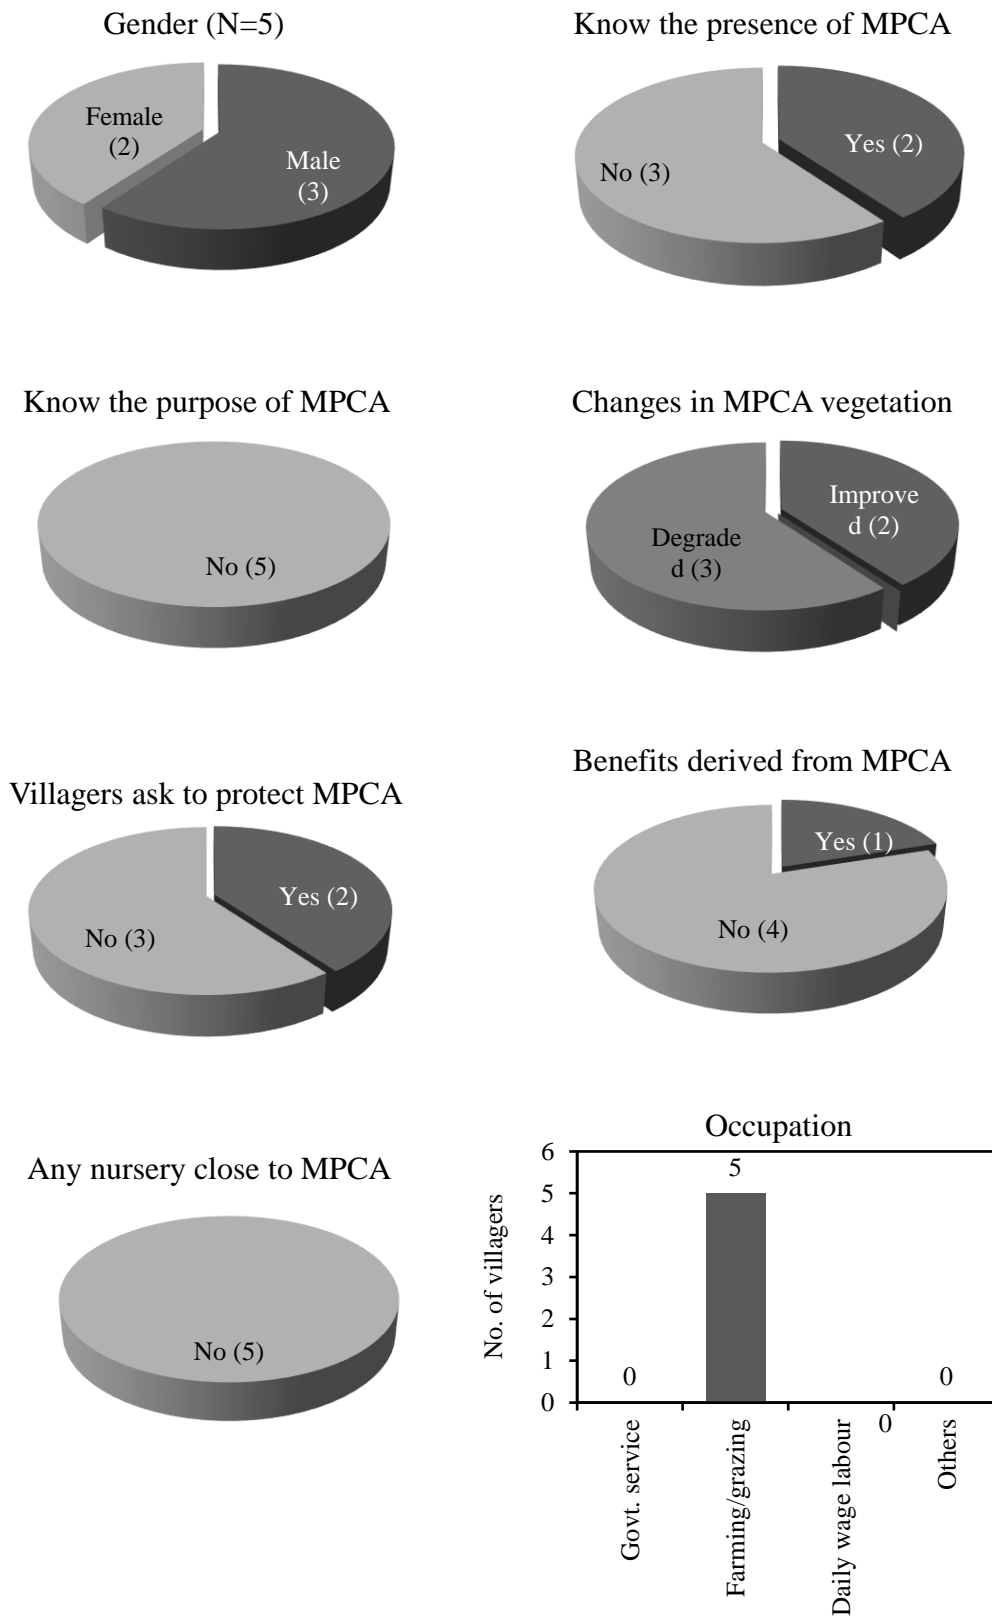 Gender (N=5)
Female
(2)
Male
(3)
Know the presence of MPCA
No (3)
Yes (2)
Know the purpose of MPCA
No (5)
Changes in MPCA vegetation
Improve
d (2)
Degrade
d (3)
Villagers ask to protect MPCA
No (3)
Yes (2)
Benefits derived from MPCA
Yes (1)
No (4)
Any nursery close to MPCA
No (5)
Occupation
No. of villagers
6
5
4
3
2
1
0
0
5
0
0
Govt. service
Farming/grazing
Daily wage labour
Others